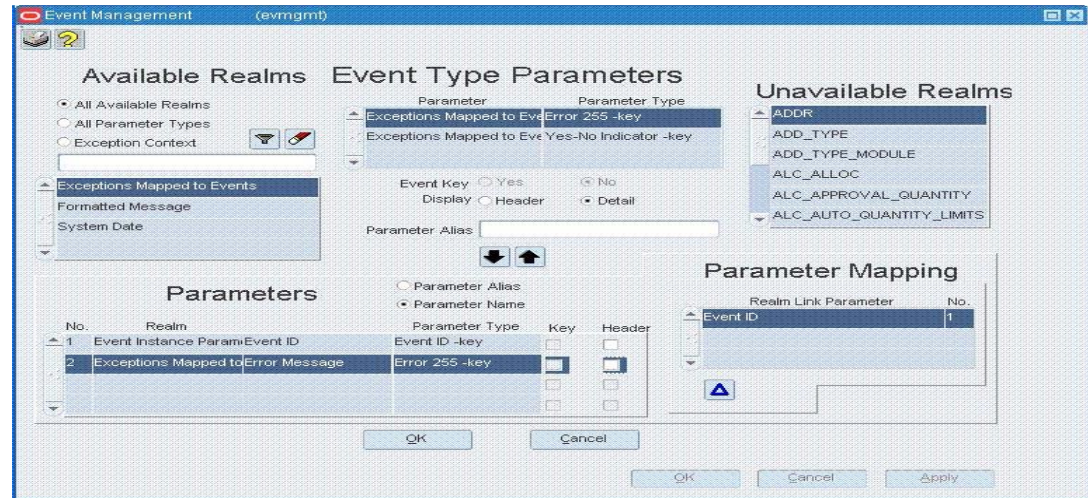 Event Management (evmgmt)
Available Realms
All Available Realms
All Parameter Types
Exception Context
Exceptions Mapped to Events
Formatted Message
System Date
Event Type Parameters
Parameter Parameter Type
Exceptions Mapped to Eve Error 255 -key
Exceptions Mapped to Eve Yes-No Indicator -key
Event Key Yes No
Display Header Detail
Parameter Alias
Unavailable Realms
ADDR
ADD_TYPE
ADD_TYPE_MODULE
ALC_ALLOC
ALC_APPROVAL_QUANTITY
ALC_AUTO_QUANTITY_LIMITS
Parameters
Parameter Alias
Parameter Name
No. Realm Parameter Type Key Header
1 Event Instance Param Event ID Event ID -key
2 Exceptions Mapped to Error Message Error 255 -key
Parameter Mapping
Realm Link Parameter No.
Event ID 1
OK Cancel
OK Cancel Apply